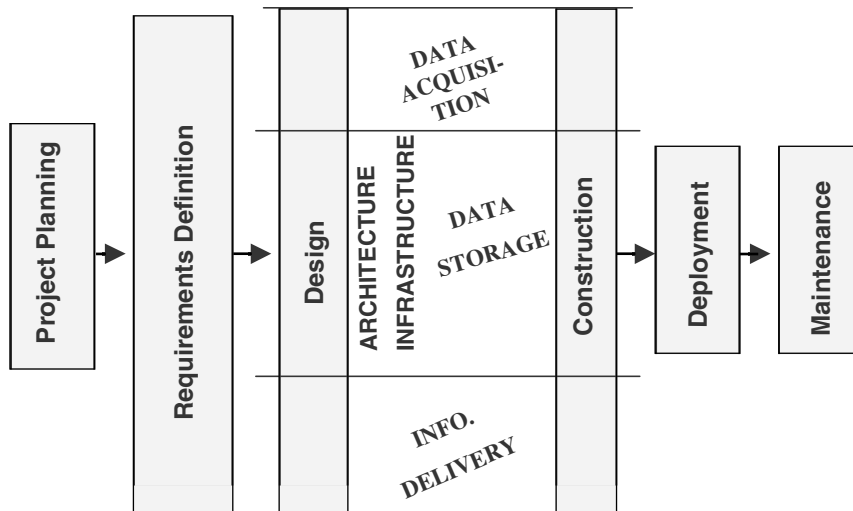 Project Planning
Requirements Definition
Design
ARCHITECTURE
INFRASTRUCTURE
DATA
ACQUISI-
TION
DATA
STORAGE
INFO.
DELIVERY
Construction
Deployment
Maintenance